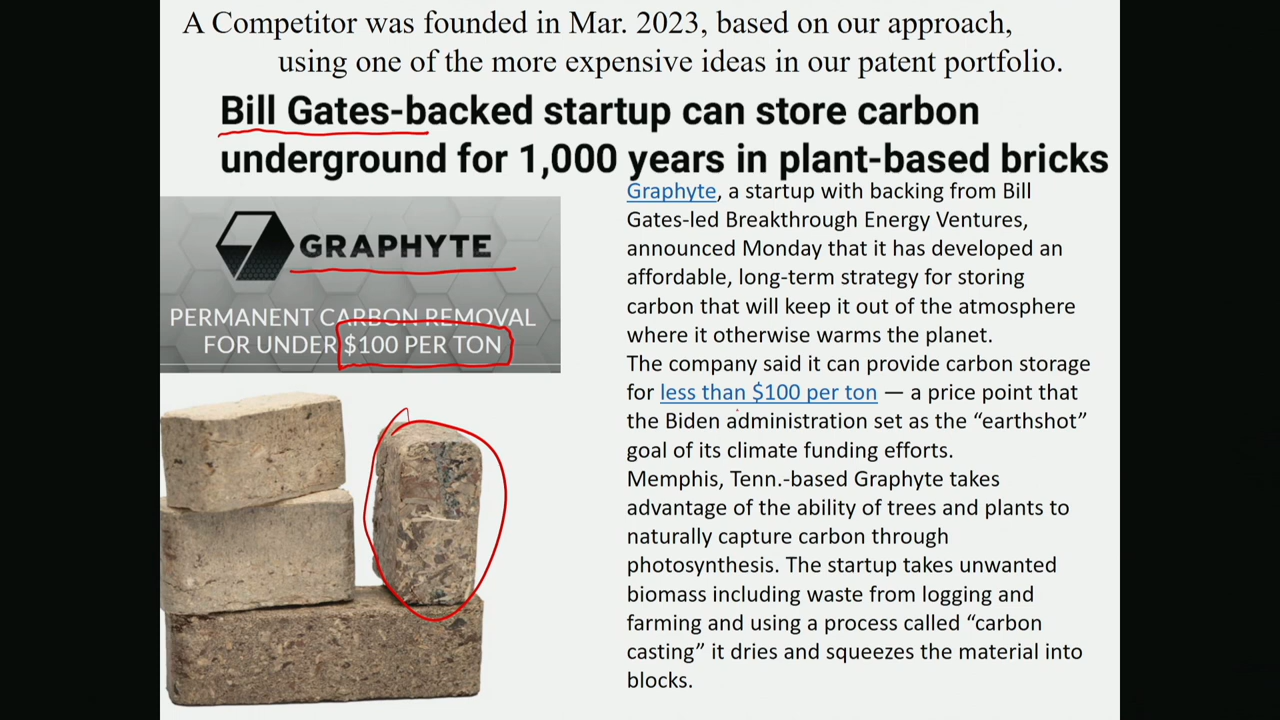 A Competitor was founded in Mar. 2023, based on our approach,
using one of the more expensive ideas in our patent portfolio.
Bill Gates-backed startup can store carbon
underground for 1,000 years in plant-based bricks
GRAPHYTE
PERMANENT CARBON REMOVAL
FOR UNDER $100 PER TON
Graphyte, a startup with backing from Bill
Gates-led Breakthrough Energy Ventures,
announced Monday that it has developed an
affordable, long-term strategy for storing
carbon that will keep it out of the atmosphere
where it otherwise warms the planet.
The company said it can provide carbon storage
for less than $100 per ton — a price point that
the Biden administration set as the “earthshot”
goal of its climate funding efforts.
Memphis, Tenn.-based Graphyte takes
advantage of the ability of trees and plants to
naturally capture carbon through
photosynthesis. The startup takes unwanted
biomass including waste from logging and
farming and using a process called “carbon
casting” it dries and squeezes the material into
blocks.